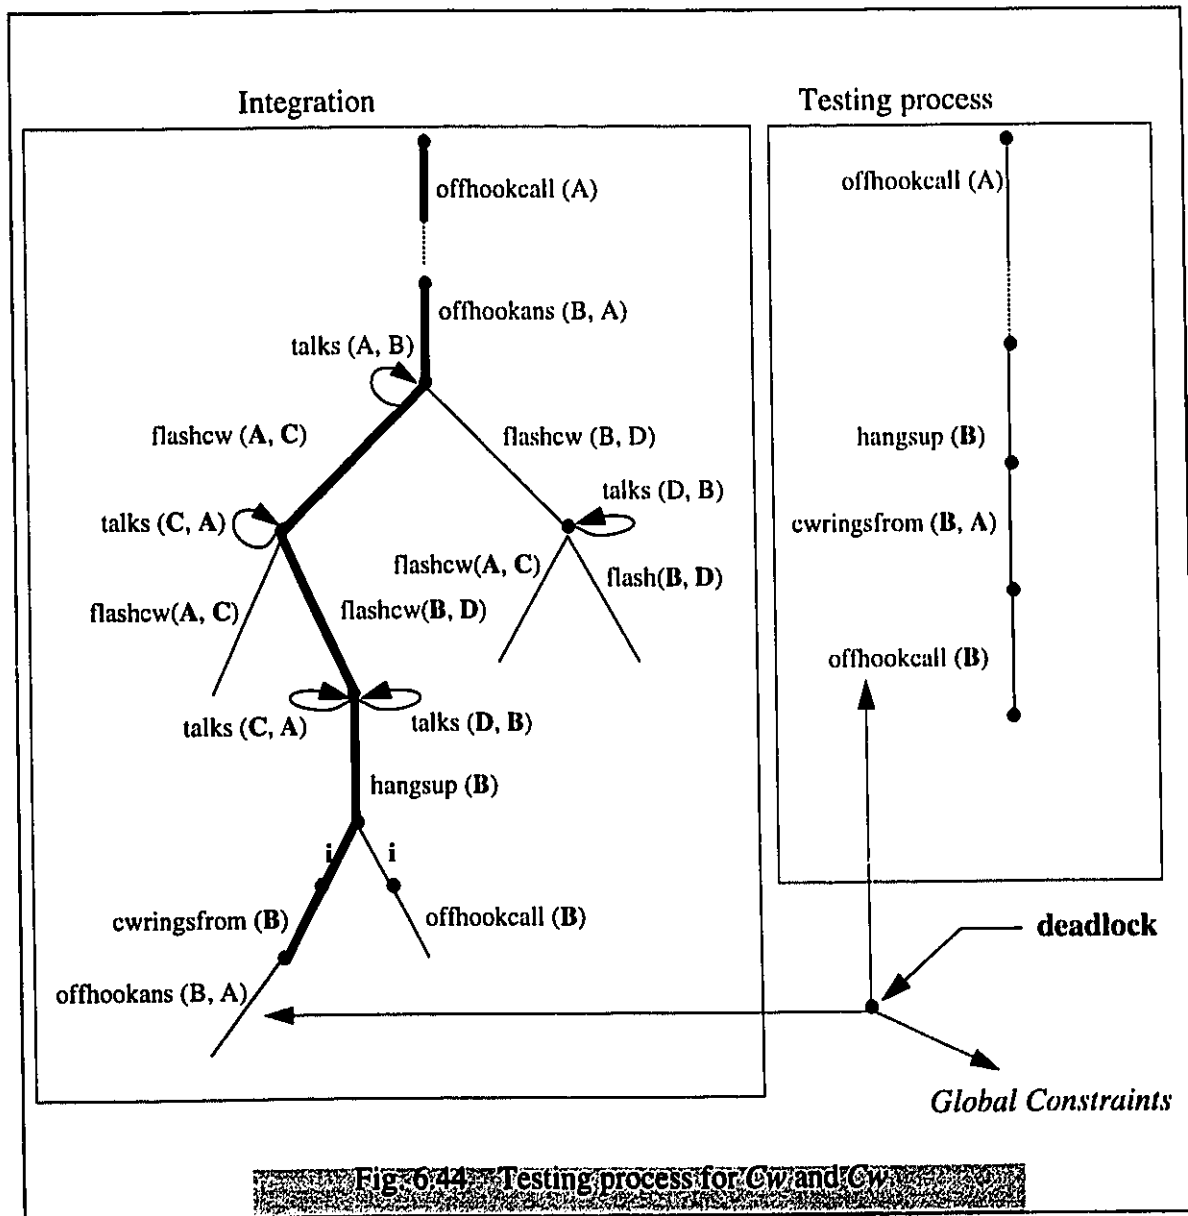 Integration
Testing process
offhookcall (A)
offhookans (B, A)
talks (A, B)
flashcw (A, C)
flashcw (B, D)
talks (C, A)
talks (D, B)
flashcw(A, C)
flashcw(B, D)
flashcw(A, C)
flash(B, D)
talks (C, A)
talks (D, B)
hangsup (B)
i
i
cwringsfrom (B)
offhookcall (B)
offhookans (B, A)
offhookcall (A)
hangsup (B)
cwringsfrom (B, A)
offhookcall (B)
deadlock
Global Constraints
Fig. 6.44 Testing process for Cw and Cw